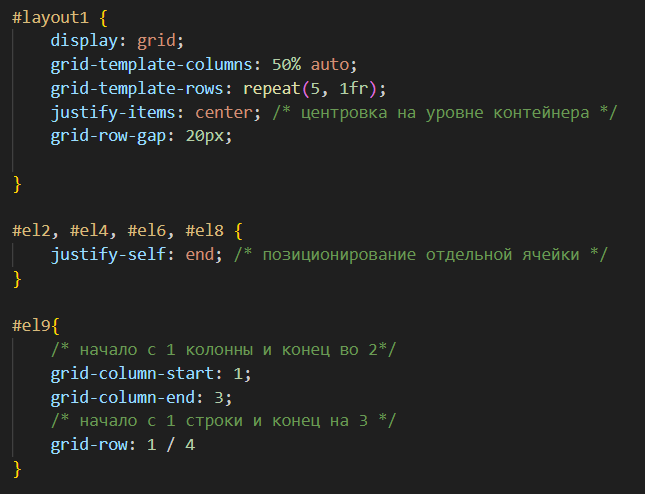 #layout1 {
display: grid;
grid-template-columns: 50% auto;
grid-template-rows: repeat(5, 1fr);
justify-items: center; /* центровка на уровне контейнера */
grid-row-gap: 20px;
}
#el2, #el4, #el6, #el8 {
justify-self: end; /* позиционирование отдельной ячейки */
}
#el9{
/* начало с 1 колонны и конец во 2*/
grid-column-start: 1;
grid-column-end: 3;
/* начало с 1 строки и конец на 3 */
grid-row: 1 / 4
}